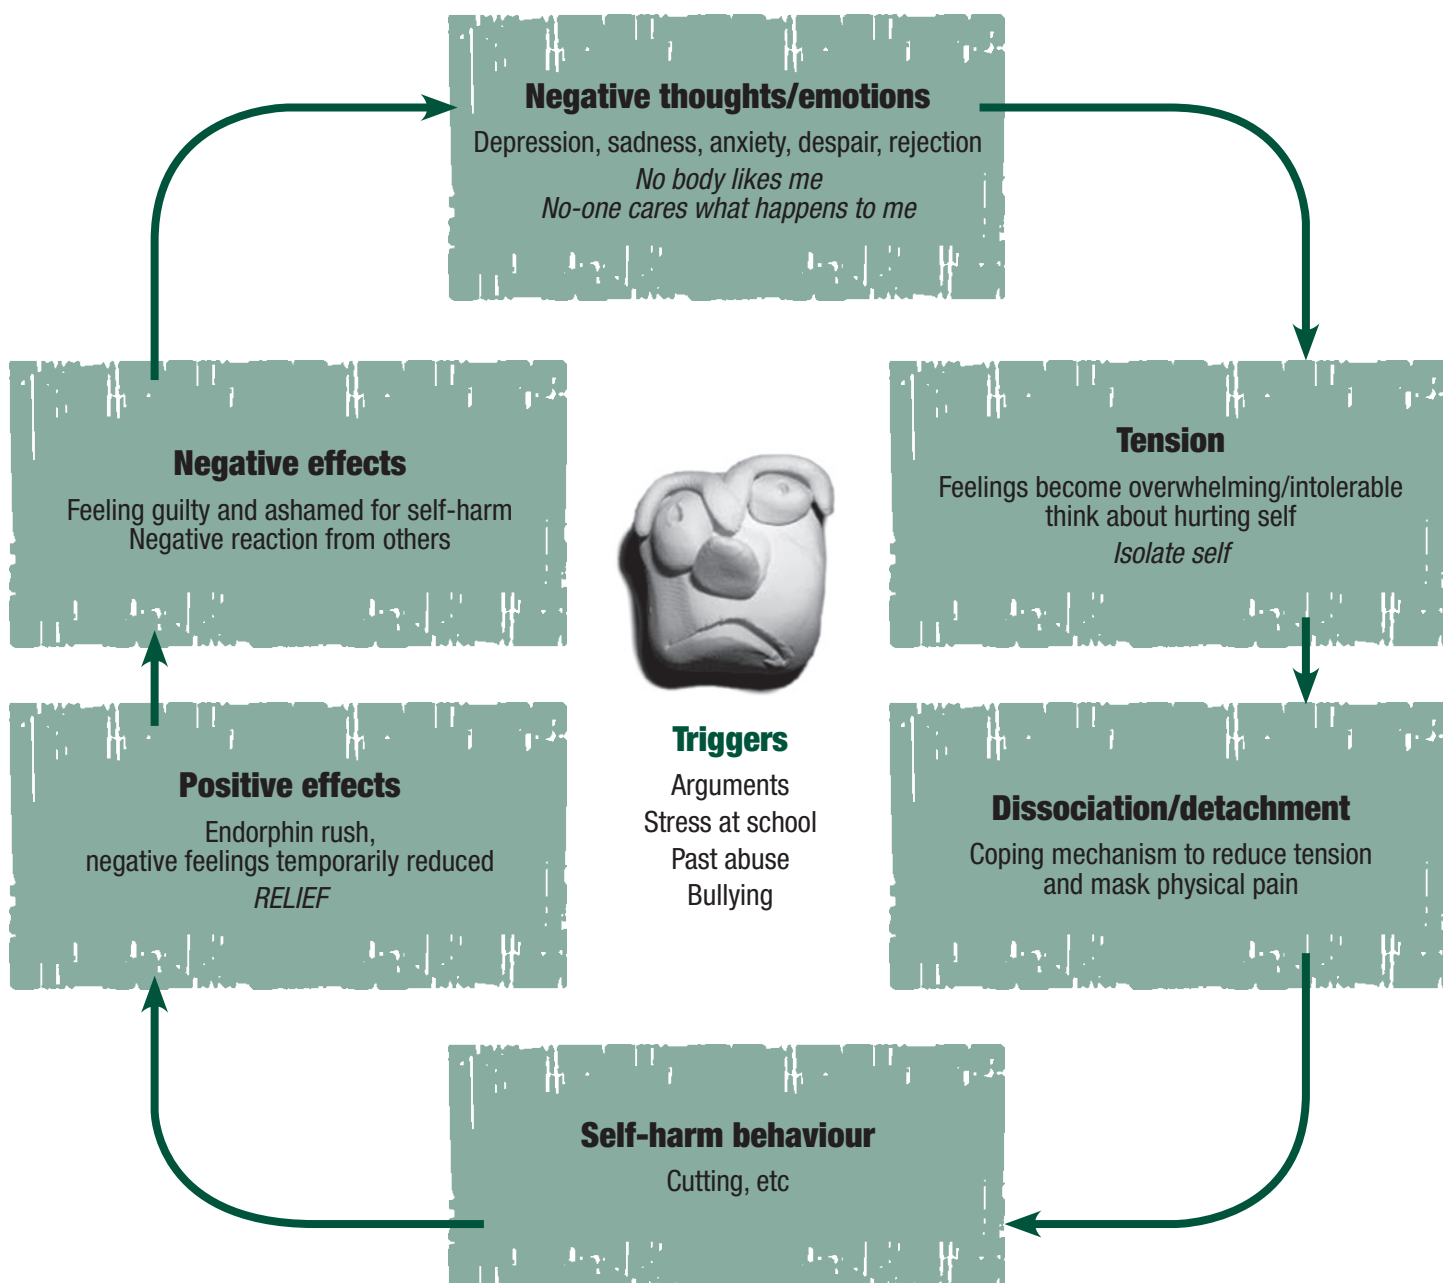 Negative thoughts/emotions
Depression, sadness, anxiety, despair, rejection
No body likes me
No-one cares what happens to me
Tension
Feelings become overwhelming/intolerable
think about hurting self
Isolate self
Dissociation/detachment
Coping mechanism to reduce tension
and mask physical pain
Self-harm behaviour
Cutting, etc
Positive effects
Endorphin rush,
negative feelings temporarily reduced
RELIEF
Negative effects
Feeling guilty and ashamed for self-harm
Negative reaction from others
Triggers
Arguments
Stress at school
Past abuse
Bullying